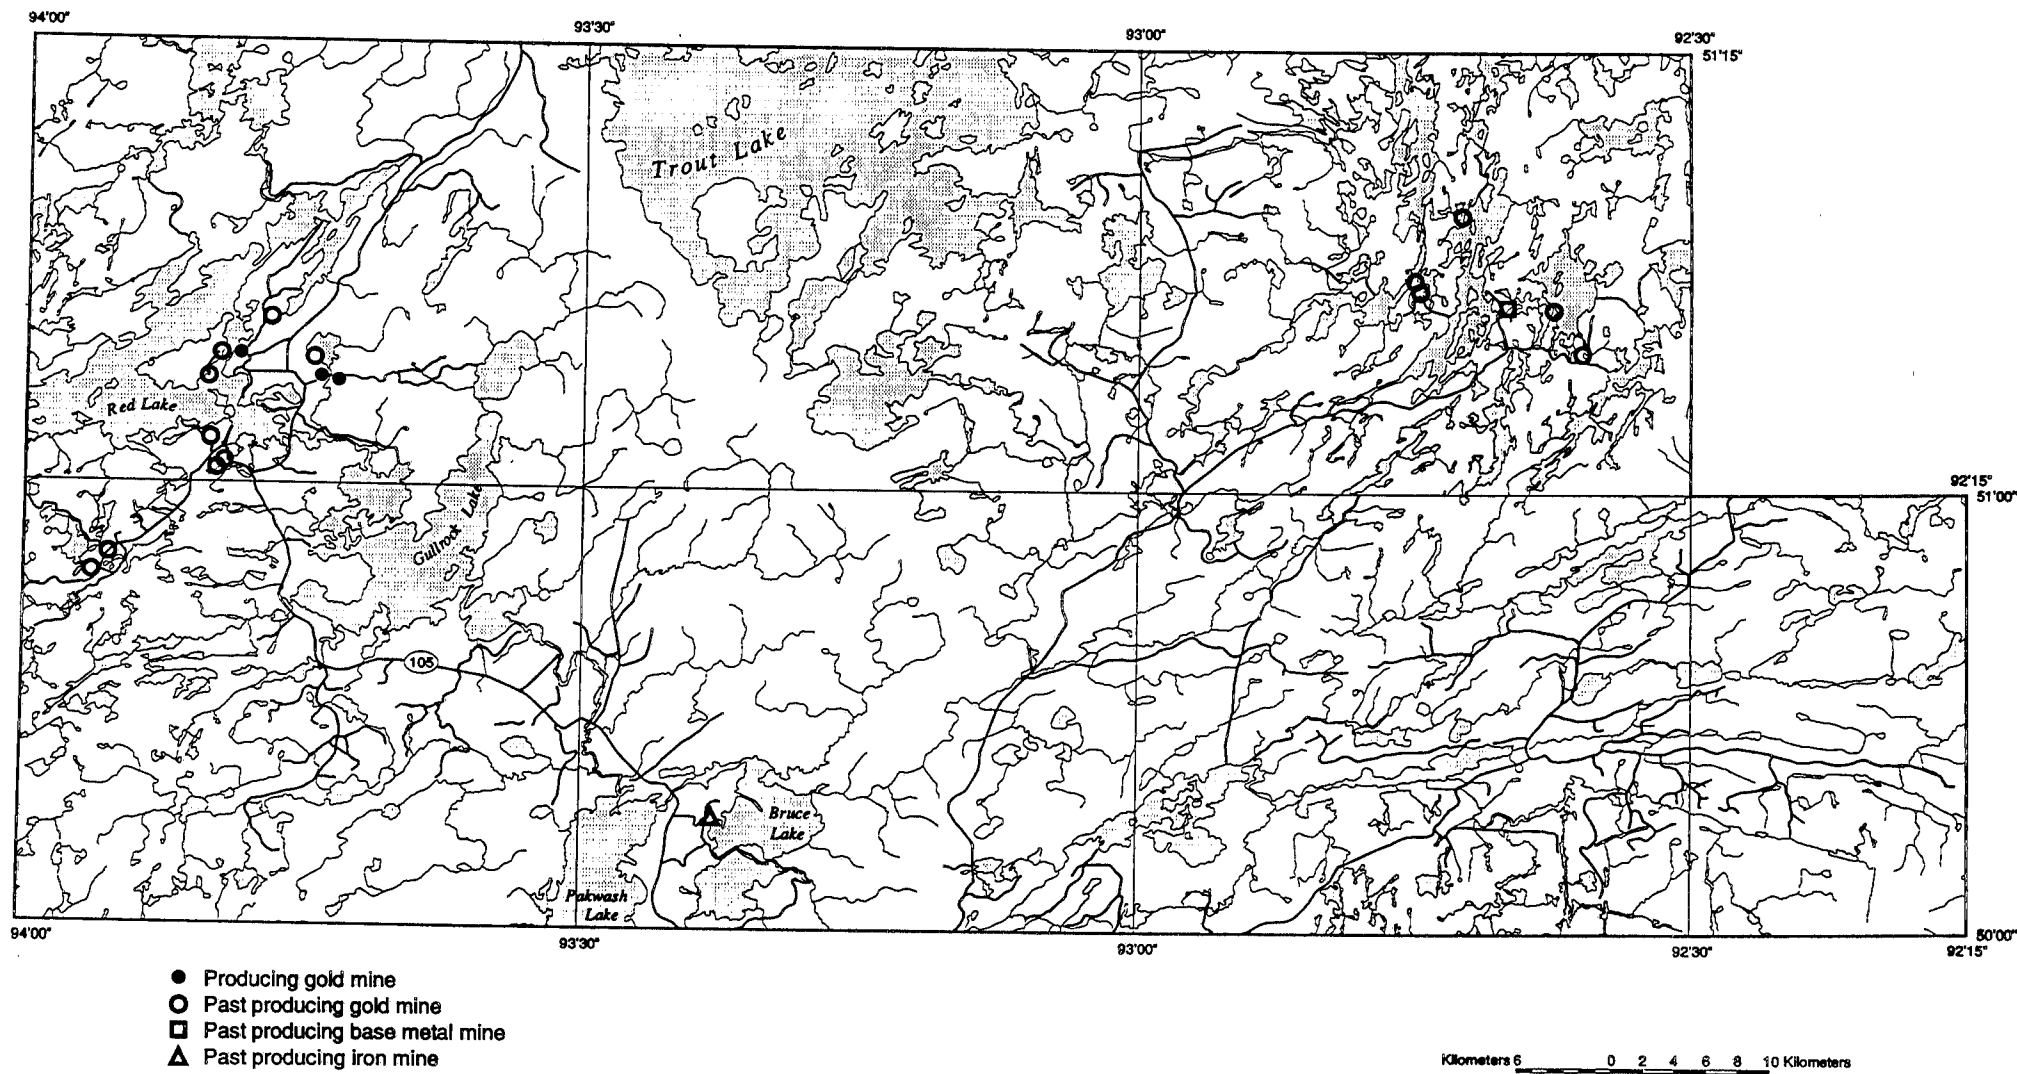 94'00"
93'30"
93'00"
92'30"
51'15"
Trout Lake
Red Lake
92'15"
51'00"
Gullrock Lake
105
Bruce
Lake
Pakwash
Lake
94'00"
93'30"
93'00"
92'30"
92'15"
50'00"
Producing gold mine
Past producing gold mine
Past producing base metal mine
Past producing iron mine
Kilometers 6 0 2 4 6 8 10 Kilometers